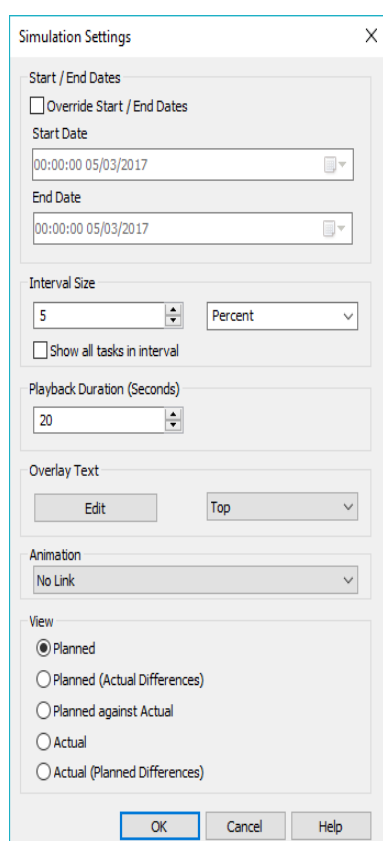 Simulation Settings
Start / End Dates
Override Start / End Dates
Start Date
00:00:00 05/03/2017
End Date
00:00:00 05/03/2017
Interval Size
5 Percent
Show all tasks in interval
Playback Duration (Seconds)
20
Overlay Text
Edit Top
Animation
No Link
View
Planned
Planned (Actual Differences)
Planned against Actual
Actual
Actual (Planned Differences)
OK Cancel Help